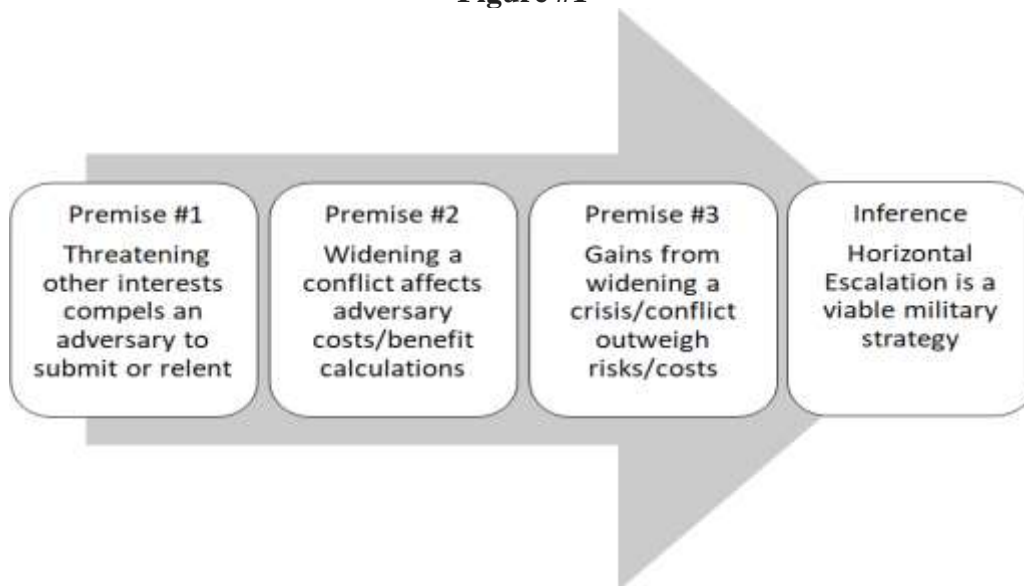 Figure #1
Premise #1
Threatening
other interests
compels an
adversary to
submit or relent
Premise #2
Widening a
conflict affects
adversary
costs/benefit
calculations
Premise #3
Gains from
widening a
crisis/conflict
outweigh
risks/costs
Inference
Horizontal
Escalation is a
viable military
strategy